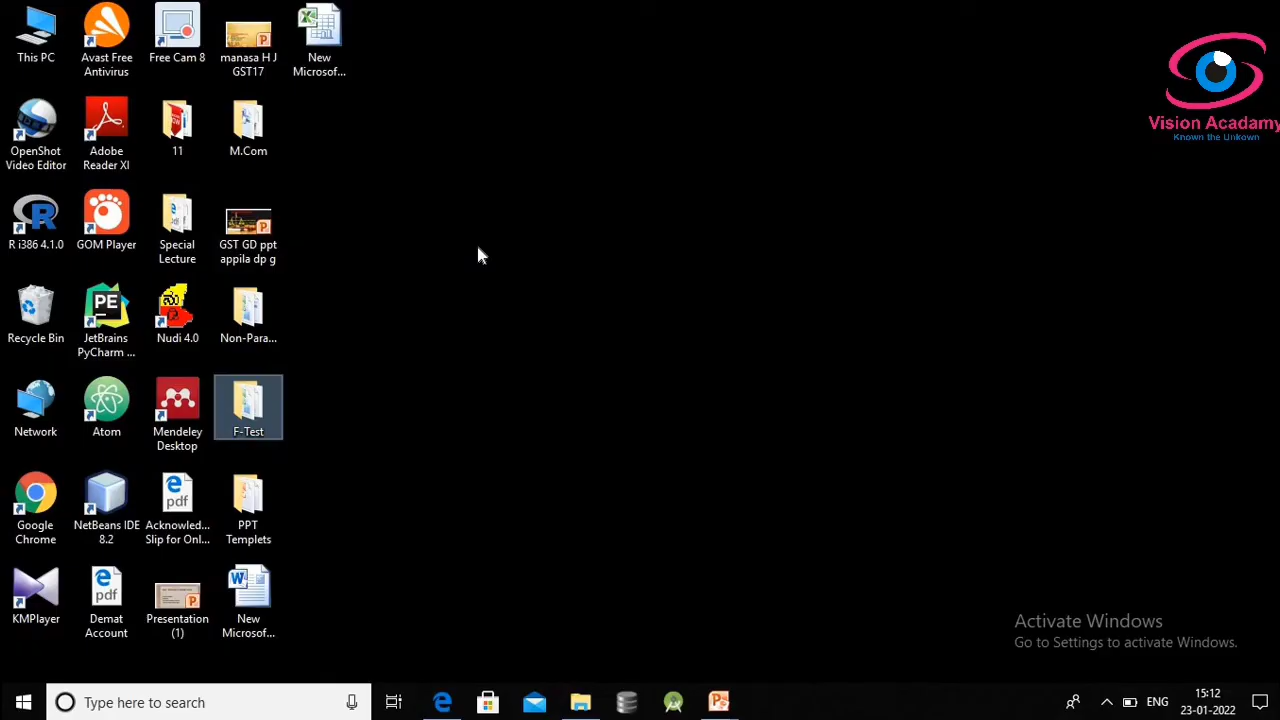 This PC
Avast Free
Antivirus
Free Cam 8
manasa H J
GST17
New
Microsof...
Vision Acadamy
Known the Unkown
OpenShot
Video Editor
Adobe
Reader XI
11
M.Com
R i386 4.1.0
GOM Player
Special
Lecture
GST GD ppt
appila dp g
Recycle Bin
JetBrains
PyCharm ...
Nudi 4.0
Non-Para...
Network
Atom
Mendeley
Desktop
F-Test
Google
Chrome
NetBeans IDE
8.2
Acknowled...
Slip for Onl...
PPT
Templets
KMPlayer
Demat
Account
Presentation
(1)
New
Microsof...
Activate Windows
Go to Settings to activate Windows.
Type here to search
ENG
15:12
23-01-2022